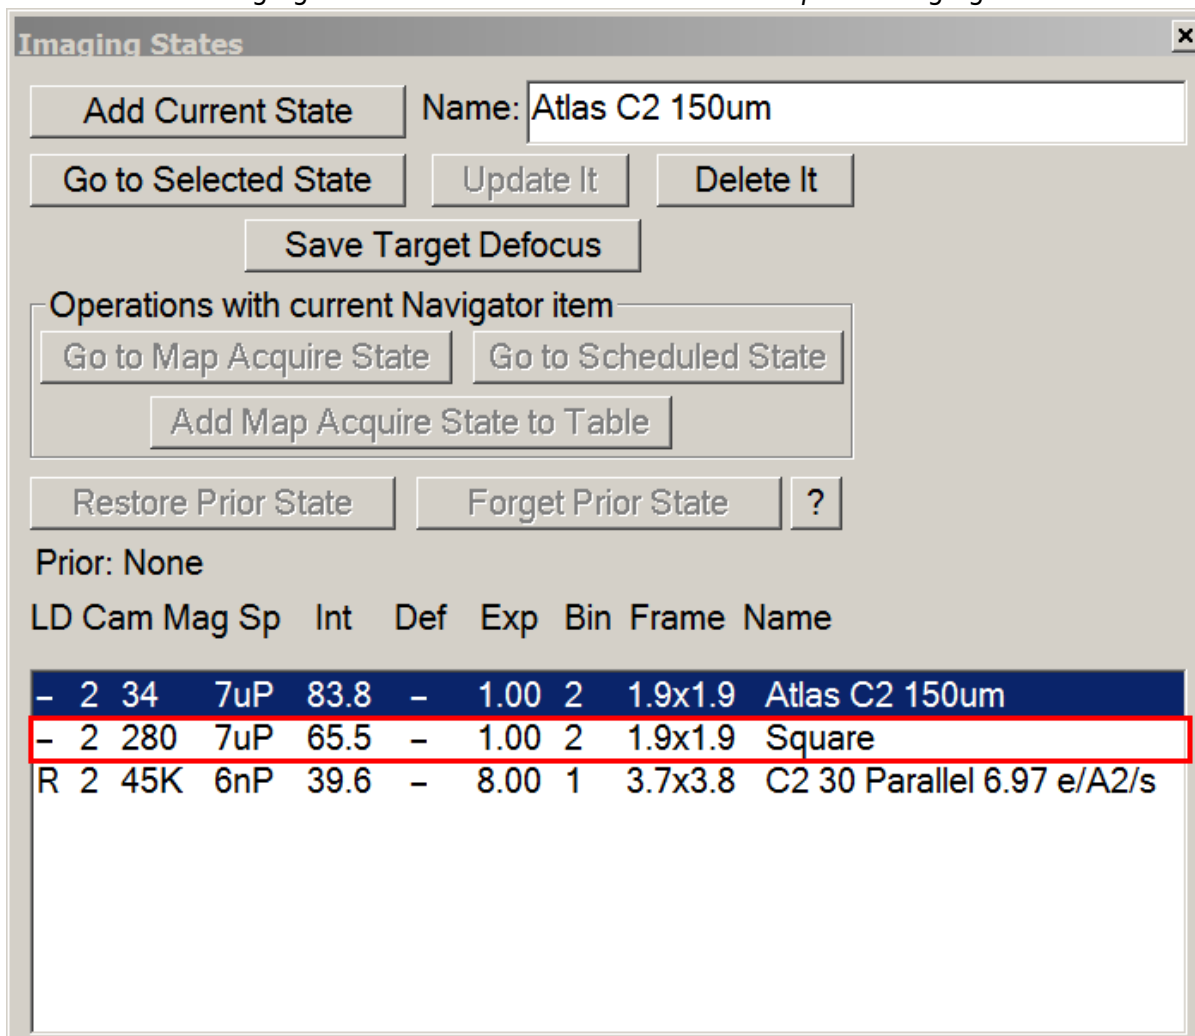 Imaging States
Add Current State Name: Atlas C2 150um
Go to Selected State Update It Delete It
Save Target Defocus
Operations with current Navigator item
Go to Map Acquire State Go to Scheduled State
Add Map Acquire State to Table
Restore Prior State Forget Prior State ?
Prior: None
LD Cam Mag Sp Int Def Exp Bin Frame Name
– 2 34 7uP 83.8 – 1.00 2 1.9x1.9 Atlas C2 150um
– 2 280 7uP 65.5 – 1.00 2 1.9x1.9 Square
R 2 45K 6nP 39.6 – 8.00 1 3.7x3.8 C2 30 Parallel 6.97 e/A2/s